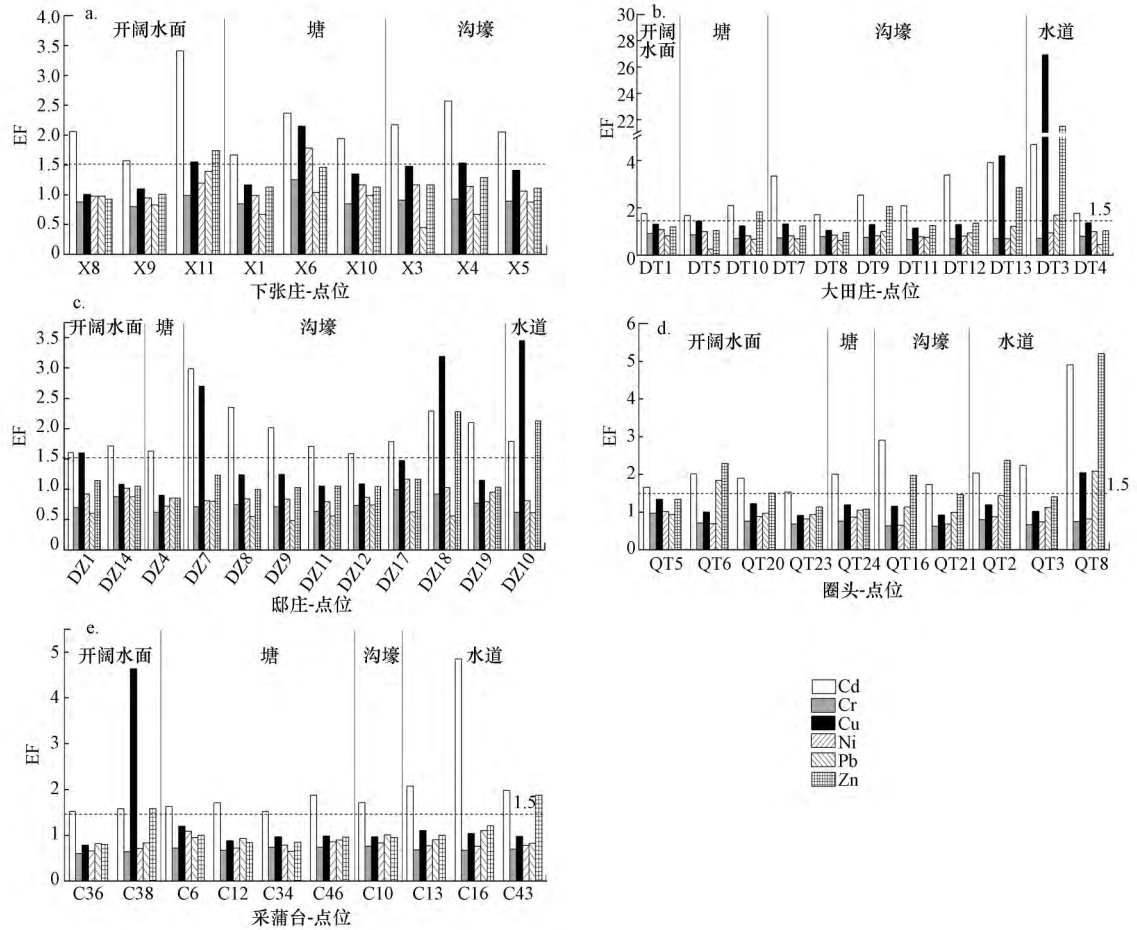 a.
开阔水面 塘 沟壕
EF
4.0
3.5
3.0
2.5
2.0
1.5
1.0
0.5
0
X8 X9 X11 X1 X6 X10 X3 X4 X5
下张庄-点位
b.
开阔水面 塘 沟壕 水道
EF
30
28
26
24
22
4
2
0
1.5
DT1 DT5 DT10 DT7 DT8 DT9 DT11 DT12 DT13 DT3 DT4
大田庄-点位
c.
开阔水面 塘 沟壕 水道
EF
3.5
3.0
2.5
2.0
1.5
1.0
0.5
0
DZ1 DZ14 DZ4 DZ7 DZ8 DZ9 DZ11 DZ12 DZ17 DZ18 DZ19 DZ10
邸庄-点位
d.
开阔水面 塘 沟壕 水道
EF
6
5
4
3
2
1
0
1.5
QT5 QT6 QT20 QT23 QT24 QT16 QT21 QT2 QT3 QT8
圈头-点位
e.
开阔水面 塘 沟壕 水道
EF
5
4
3
2
1
0
1.5
C36 C38 C6 C12 C34 C46 C10 C13 C16 C43
采蒲台-点位
Cd
Cr
Cu
Ni
Pb
Zn